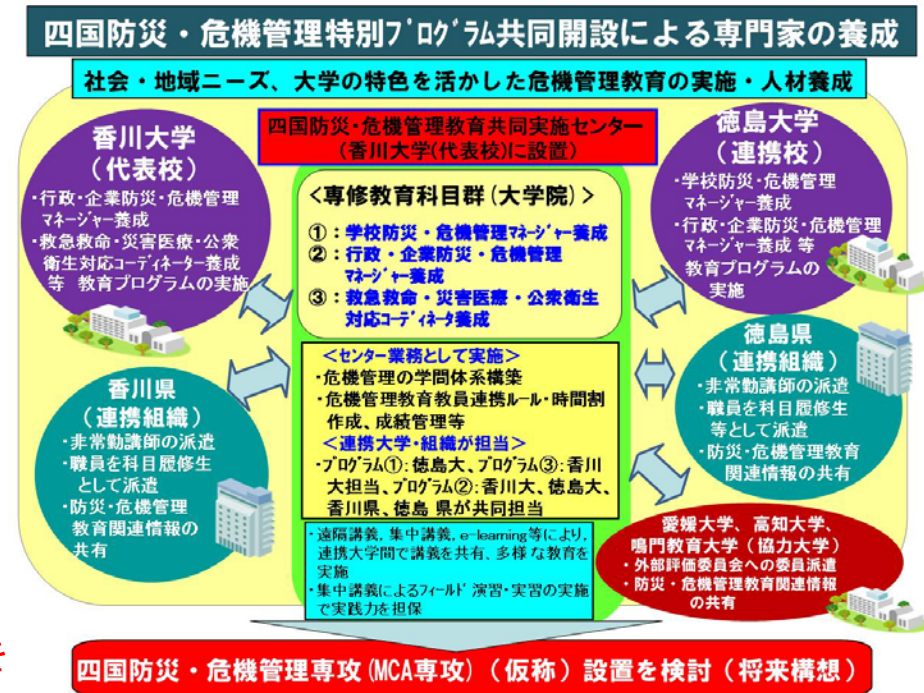 四国防災・危機管理特別プログラム共同開設による専門家の養成
社会・地域ニーズ、大学の特色を活かした危機管理教育の実施・人材養成
香川大学
(代表校)
・行政・企業防災・危機管理
マネージャー養成
・救急救命・災害医療・公衆
衛生対応コーディネーター養成
等 教育プログラムの実施
四国防災・危機管理教育共同実施センター
(香川大学(代表校)に設置)
徳島大学
(連携校)
・学校防災・危機管理
マネージャー養成
・行政・企業防災・危機管理
マネージャー養成 等
教育プログラムの
実施
<専修教育科目群(大学院)>
①:学校防災・危機管理マネージャー養成
②:行政・企業防災・危機管理
マネージャー養成
③:救急救命・災害医療・公衆衛生
対応コーディネータ養成
香川県
(連携組織)
・非常勤講師の派遣
・職員を科目履修生
として派遣
・防災・危機管理
教育関連情報の
共有
<センター業務として実施>
・危機管理の学問体系構築
・危機管理教育教員連携ルール・時間割
作成、成績管理等
<連携大学・組織が担当>
・プログラム①:徳島大、プログラム③:香川
大担当、プログラム②:香川大、徳島大、
香川県、徳島 県が共同担当
徳島県
(連携組織)
・非常勤講師の派遣
・職員を科目履修生
等として派遣
・防災・危機管理教育
関連情報の共有
・遠隔講義,集中講義,e-learning等により,
連携大学間で講義を共有、多様な教育を
実施
・集中講義によるフィールド 演習・実習の実施
で実践力を担保
愛媛大学、高知大学、
鳴門教育大学(協力大学)
・外部評価委員会への委員派遣
・防災・危機管理教育関連情報
の共有
四国防災・危機管理専攻(MCA専攻)(仮称)設置を検討(将来構想)